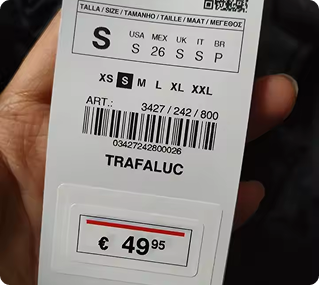 TALLA / SIZE / TAMANHO / TAILLE / MAAT / ΜΕΓΕΘΟΣ
S
USA MEX UK IT BR
S 26 S S P
XS S M L XL XXL
ART.: 3427 / 242 / 800
03427242800026
TRAFALUC
€ 49 95